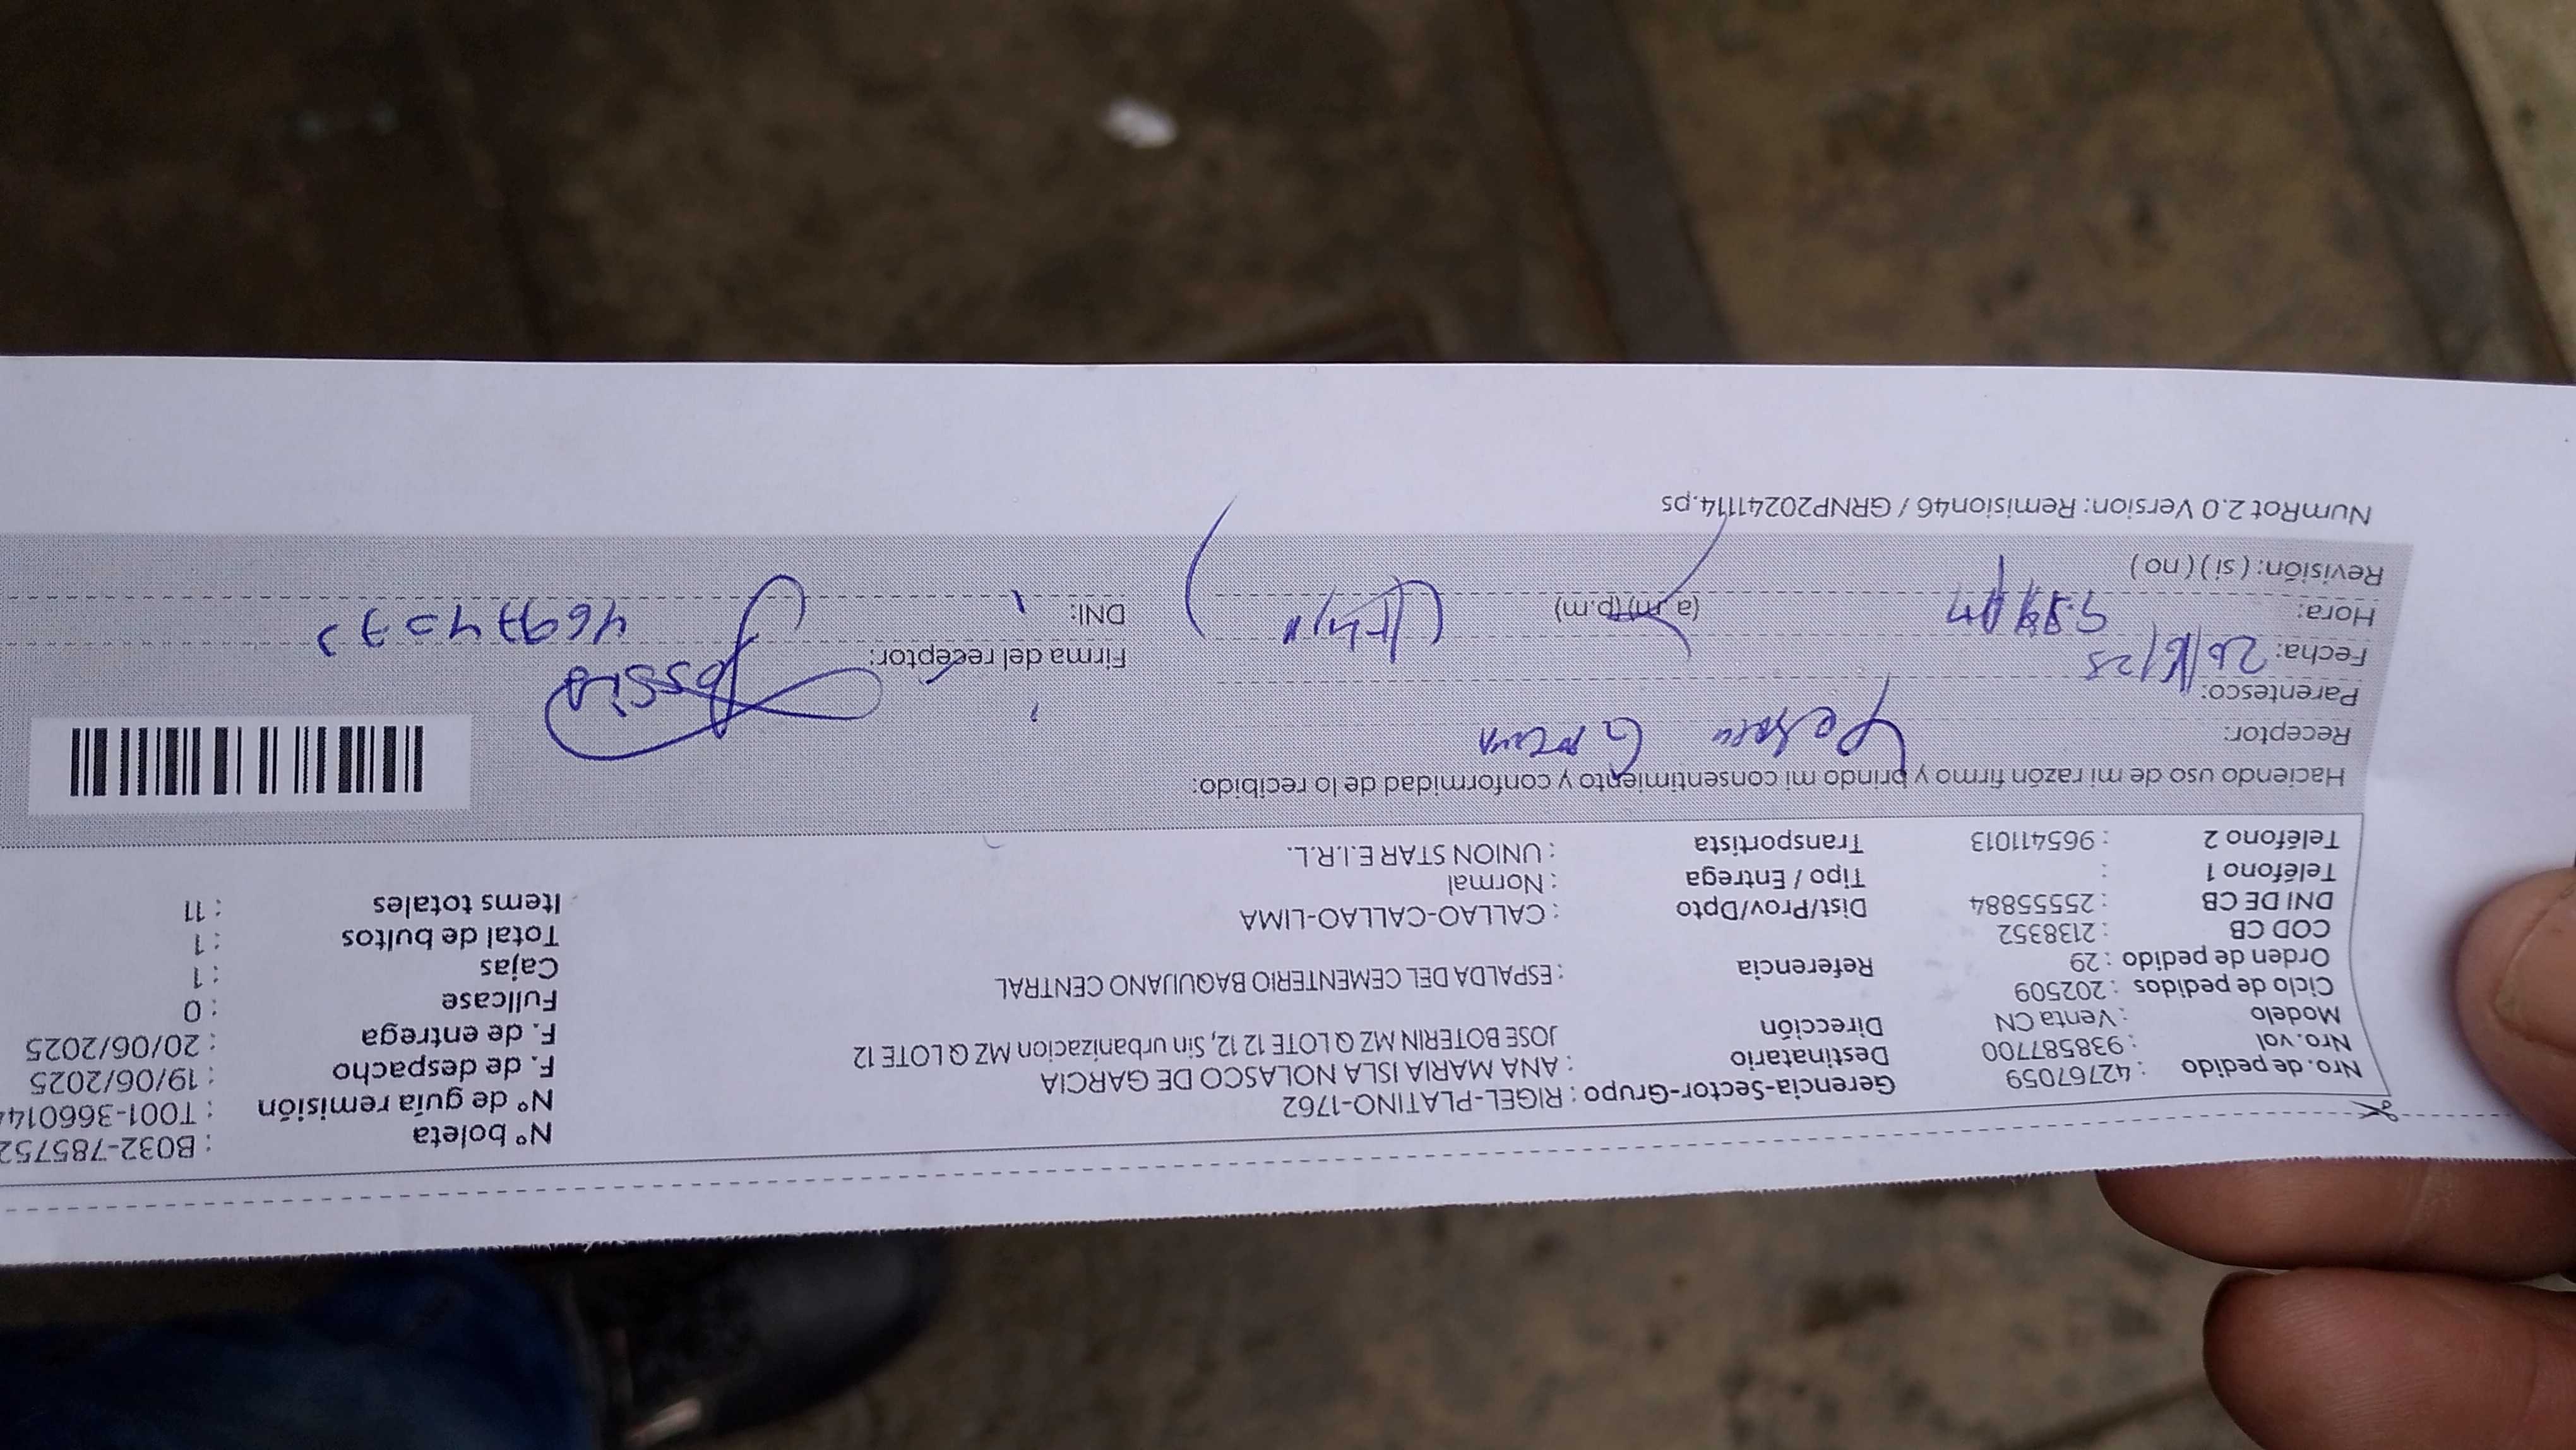 Nro. de pedido : 42767059 Gerencia-Sector-Grupo : RIGEL-PLATINO-1762 N° boleta : B032-785752
Nro.vol : 938587700 Destinatario : ANA MARIA ISLA NOLASCO DE GARCIA N° de guía remisión : T001-3660144
Modelo : Venta CN Dirección JOSE BOTERIN MZ Q LOTE 12 12, Sin urbanizacion MZ Q LOTE 12 F. de despacho : 19/06/2025
Ciclo de pedidos : 202509 F. de entrega : 20/06/2025
Orden de pedido : 29 Referencia : ESPALDA DEL CEMENTERIO BAQUIJANO CENTRAL Fullcase : 0
COD CB : 2138352 Cajas : 1
DNI DE CB : 25555884 Dist/Prov/Dpto : CALLAO-CALLAO-LIMA Total de bultos : 1
Teléfono 1 : Tipo / Entrega : Normal Items totales : 11
Teléfono 2 : 965411013 Transportista : UNION STAR E.I.R.L.
Haciendo uso de mi razón firmo y brindo mi consentimiento y conformidad de lo recibido:
Receptor:
Parentesco:
Fecha: 20/6/25 Firma del receptor:
Hora: (a.m)(p.m) DNI:
Revisión: ( si ) ( no )
NumRot 2.0 Version: Remision46 / GRNP20241114.ps